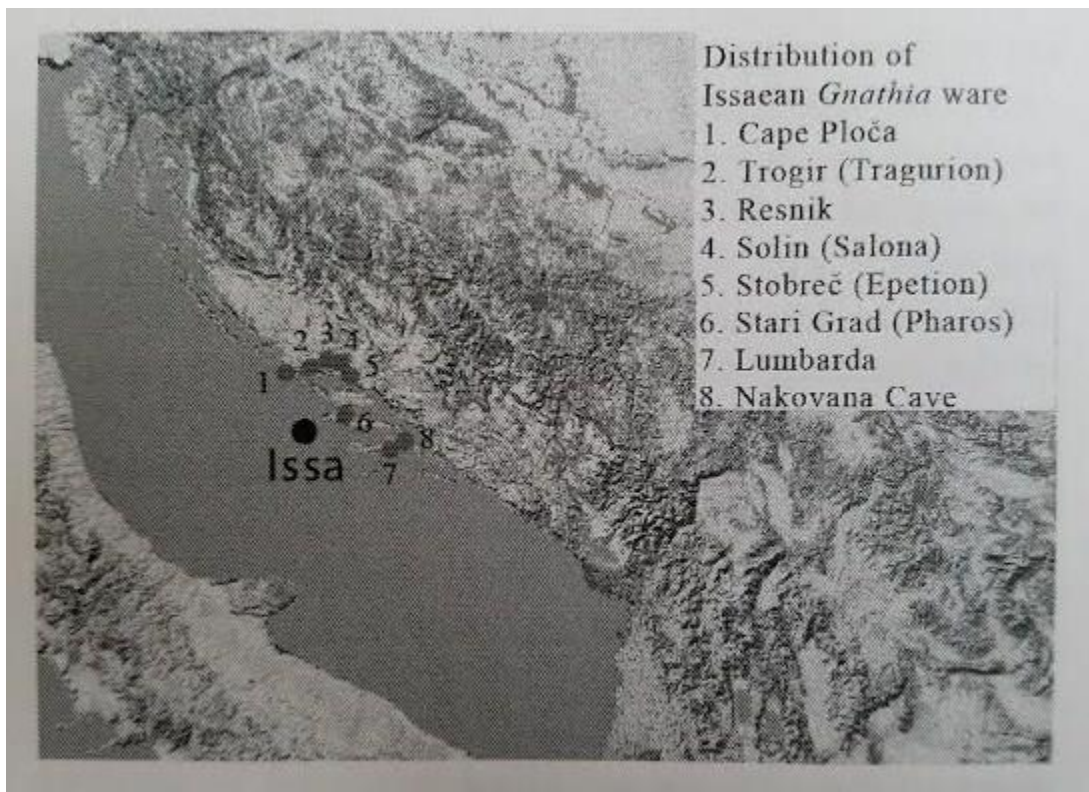 Distribution of
Issaean Gnathia ware
1. Cape Ploča
2. Trogir (Tragurion)
3. Resnik
4. Solin (Salona)
5. Stobreč (Epetion)
6. Stari Grad (Pharos)
7. Lumbarda
8. Nakovana Cave
2 3 4
1 5
6
8
Issa 7